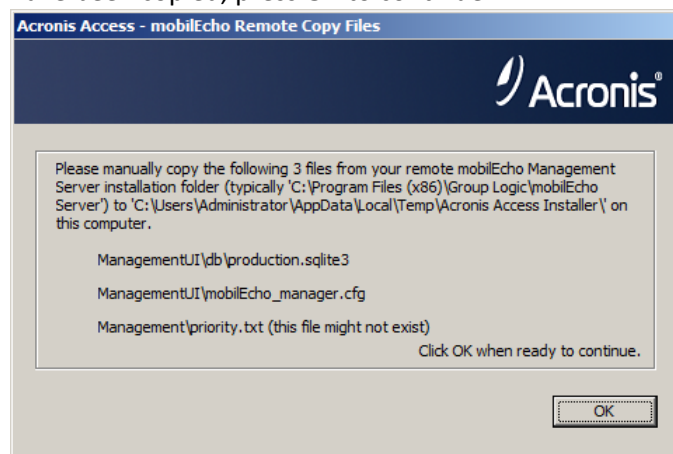 Acronis Access - mobilEcho Remote Copy Files
Acronis®
Please manually copy the following 3 files from your remote mobilEcho Management
Server installation folder (typically 'C:\Program Files (x86)\Group Logic\mobilEcho
Server') to 'C:\Users\Administrator\AppData\Local\Temp\Acronis Access Installer\' on
this computer.
ManagementUI\db\production.sqlite3
ManagementUI\mobilEcho_manager.cfg
Management\priority.txt (this file might not exist)
Click OK when ready to continue.
OK